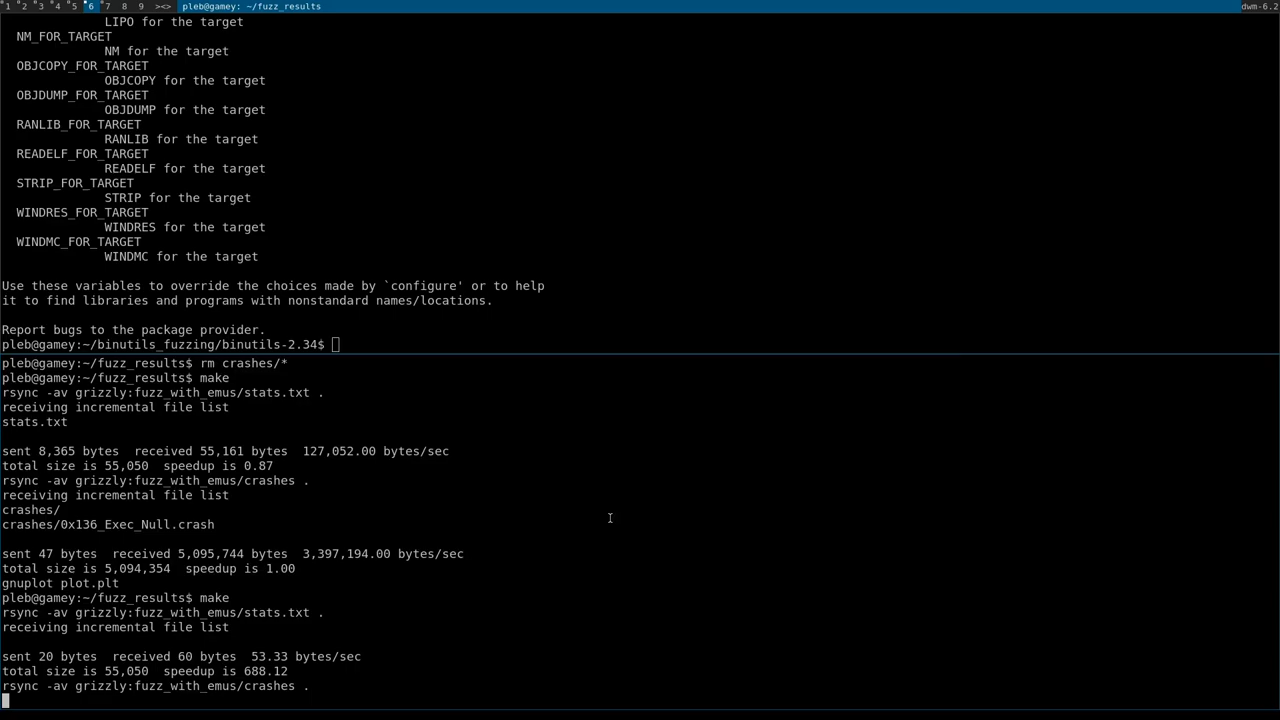 1 2 3 4 5 6 7 8 9 ><> pleb@gamey: ~/fuzz_results dwm-6.2
LIPO for the target
NM_FOR_TARGET
NM for the target
OBJCOPY_FOR_TARGET
OBJCOPY for the target
OBJDUMP_FOR_TARGET
OBJDUMP for the target
RANLIB_FOR_TARGET
RANLIB for the target
READELF_FOR_TARGET
READELF for the target
STRIP_FOR_TARGET
STRIP for the target
WINDRES_FOR_TARGET
WINDRES for the target
WINDMC_FOR_TARGET
WINDMC for the target
Use these variables to override the choices made by `configure' or to help
it to find libraries and programs with nonstandard names/locations.
Report bugs to the package provider.
pleb@gamey:~/binutils_fuzzing/binutils-2.34$
pleb@gamey:~/fuzz_results$ rm crashes/*
pleb@gamey:~/fuzz_results$ make
rsync -av grizzly:fuzz_with_emus/stats.txt .
receiving incremental file list
stats.txt
sent 8,365 bytes  received 55,161 bytes  127,052.00 bytes/sec
total size is 55,050  speedup is 0.87
rsync -av grizzly:fuzz_with_emus/crashes .
receiving incremental file list
crashes/
crashes/0x136_Exec_Null.crash
sent 47 bytes  received 5,095,744 bytes  3,397,194.00 bytes/sec
total size is 5,094,354  speedup is 1.00
gnuplot plot.plt
pleb@gamey:~/fuzz_results$ make
rsync -av grizzly:fuzz_with_emus/stats.txt .
receiving incremental file list
sent 20 bytes  received 60 bytes  53.33 bytes/sec
total size is 55,050  speedup is 688.12
rsync -av grizzly:fuzz_with_emus/crashes .